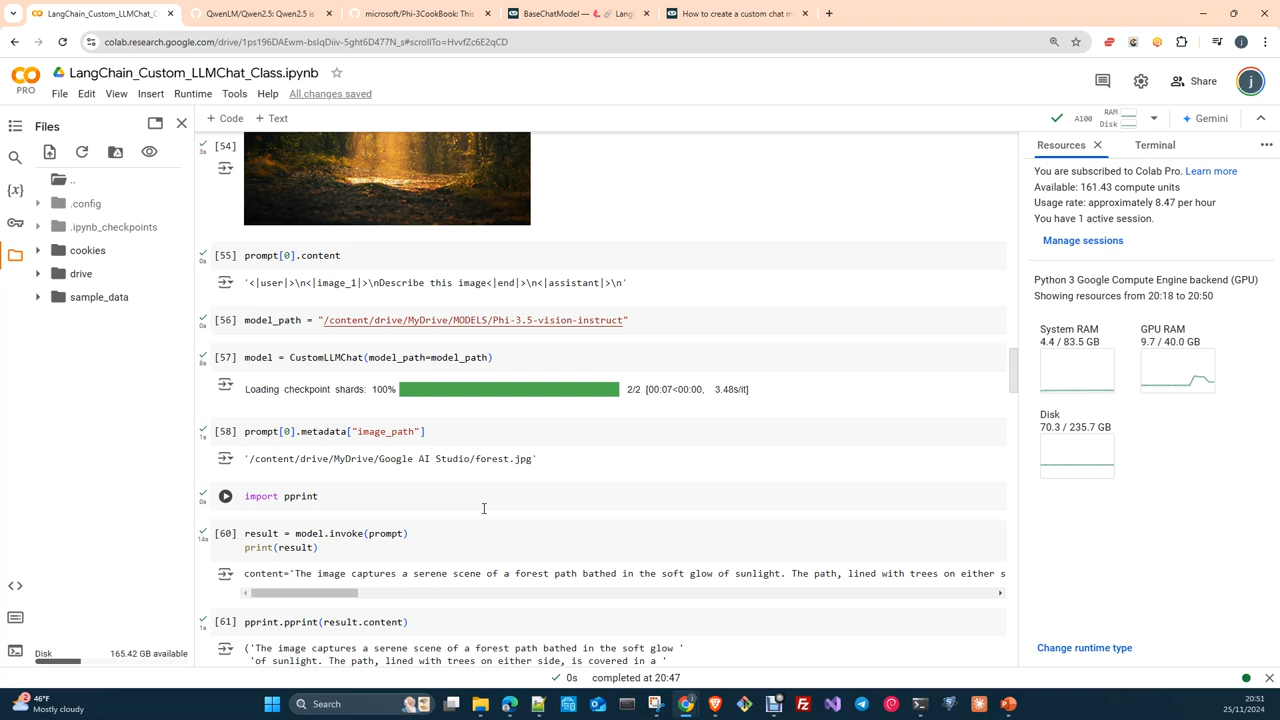 LangChain_Custom_LLMChat_C
QwenLM/Qwen2.5: Qwen2.5 is
microsoft/Phi-3CookBook: This
BaseChatModel — 🦜🔗 Lang
How to create a custom chat m
colab.research.google.com/drive/1ps196DAEwm-bsIqDiiv-5ght6D477N_s#scrollTo=HvvfZc6E2qCD
LangChain_Custom_LLMChat_Class.ipynb
PRO
File Edit View Insert Runtime Tools Help All changes saved
Share
j
Files
+ Code + Text
A100
RAM
Disk
Gemini
..
.config
.ipynb_checkpoints
cookies
drive
sample_data
Disk 165.42 GB available
[54]
3s
[55] prompt[0].content
0s
'<|user|>\n<|image_1|>\nDescribe this image<|end|>\n<|assistant|>\n'
[56] model_path = "/content/drive/MyDrive/MODELS/Phi-3.5-vision-instruct"
0s
[57] model = CustomLLMChat(model_path=model_path)
8s
Loading checkpoint shards: 100% 2/2 [00:07<00:00, 3.48s/it]
[58] prompt[0].metadata["image_path"]
1s
'/content/drive/MyDrive/Google AI Studio/forest.jpg'
import pprint
0s
[60] result = model.invoke(prompt)
14s
print(result)
content='The image captures a serene scene of a forest path bathed in the soft glow of sunlight. The path, lined with trees on either s
[61] pprint.pprint(result.content)
1s
('The image captures a serene scene of a forest path bathed in the soft glow '
'of sunlight. The path, lined with trees on either side, is covered in a '
Resources
Terminal
You are subscribed to Colab Pro. Learn more
Available: 161.43 compute units
Usage rate: approximately 8.47 per hour
You have 1 active session.
Manage sessions
Python 3 Google Compute Engine backend (GPU)
Showing resources from 20:18 to 20:50
System RAM
4.4 / 83.5 GB
GPU RAM
9.7 / 40.0 GB
Disk
70.3 / 235.7 GB
Change runtime type
0s completed at 20:47
46°F
Mostly cloudy
Search
20:51
25/11/2024